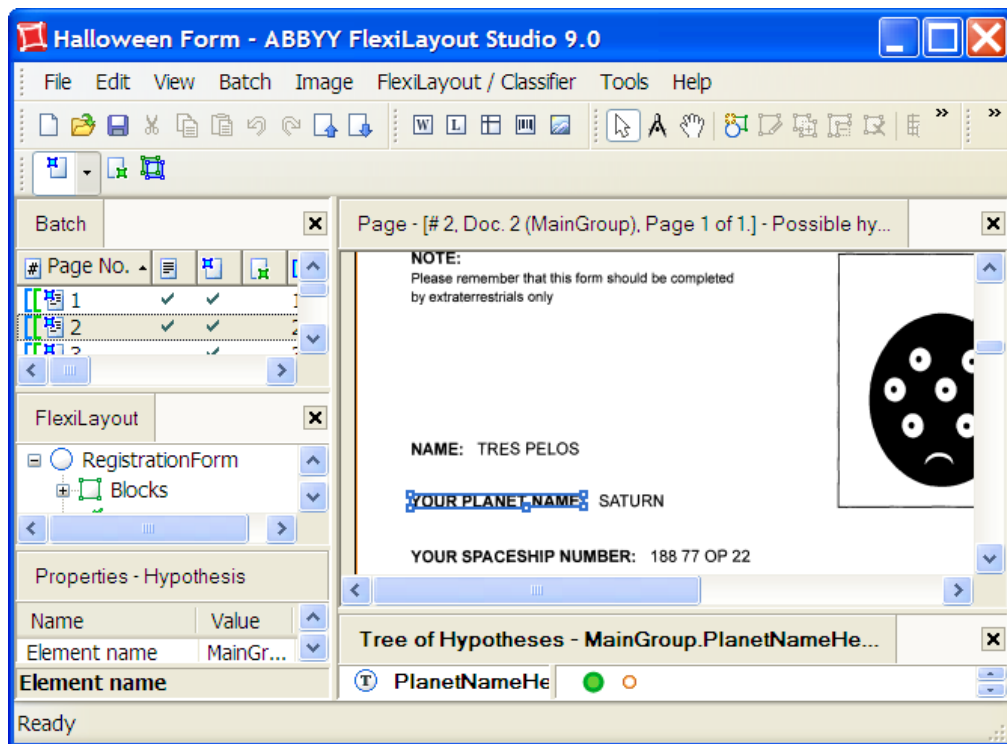 Halloween Form - ABBYY FlexiLayout Studio 9.0
File Edit View Batch Image FlexiLayout / Classifier Tools Help
Batch
# Page No.
1
2
FlexiLayout
RegistrationForm
Blocks
Properties - Hypothesis
Name Value
Element name MainGr...
Element name
Page - [# 2, Doc. 2 (MainGroup), Page 1 of 1.] - Possible hy...
NOTE:
Please remember that this form should be completed
by extraterrestrials only
NAME: TRES PELOS
YOUR PLANET NAME SATURN
YOUR SPACESHIP NUMBER: 188 77 OP 22
Tree of Hypotheses - MainGroup.PlanetNameHe...
PlanetNameHe
Ready